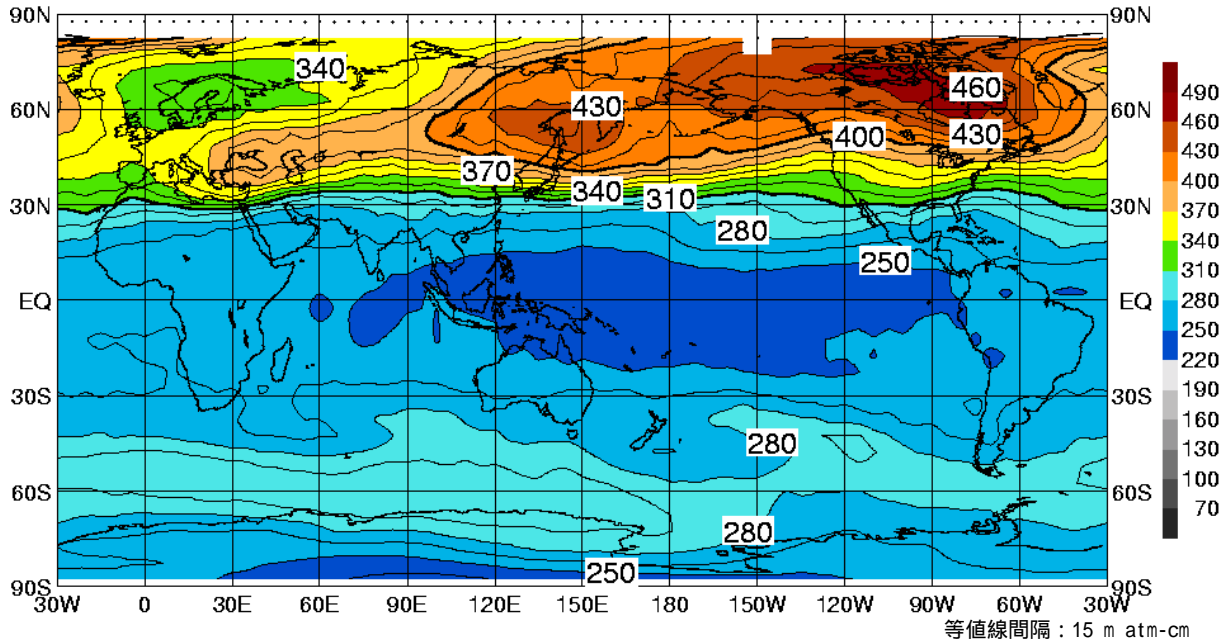 90N 90N
340 460 490
60N 430 60N 460
400 430 430
370 400
340 310 370
30N 30N 340
280 310
250 280
EQ EQ 250
220
30S 30S 190
280 160
130
60S 60S 100
280 70
250
90S 90S
30W 0 30E 60E 90E 120E 150E 180 150W 120W 90W 60W 30W
等値線間隔：15 m atm-cm